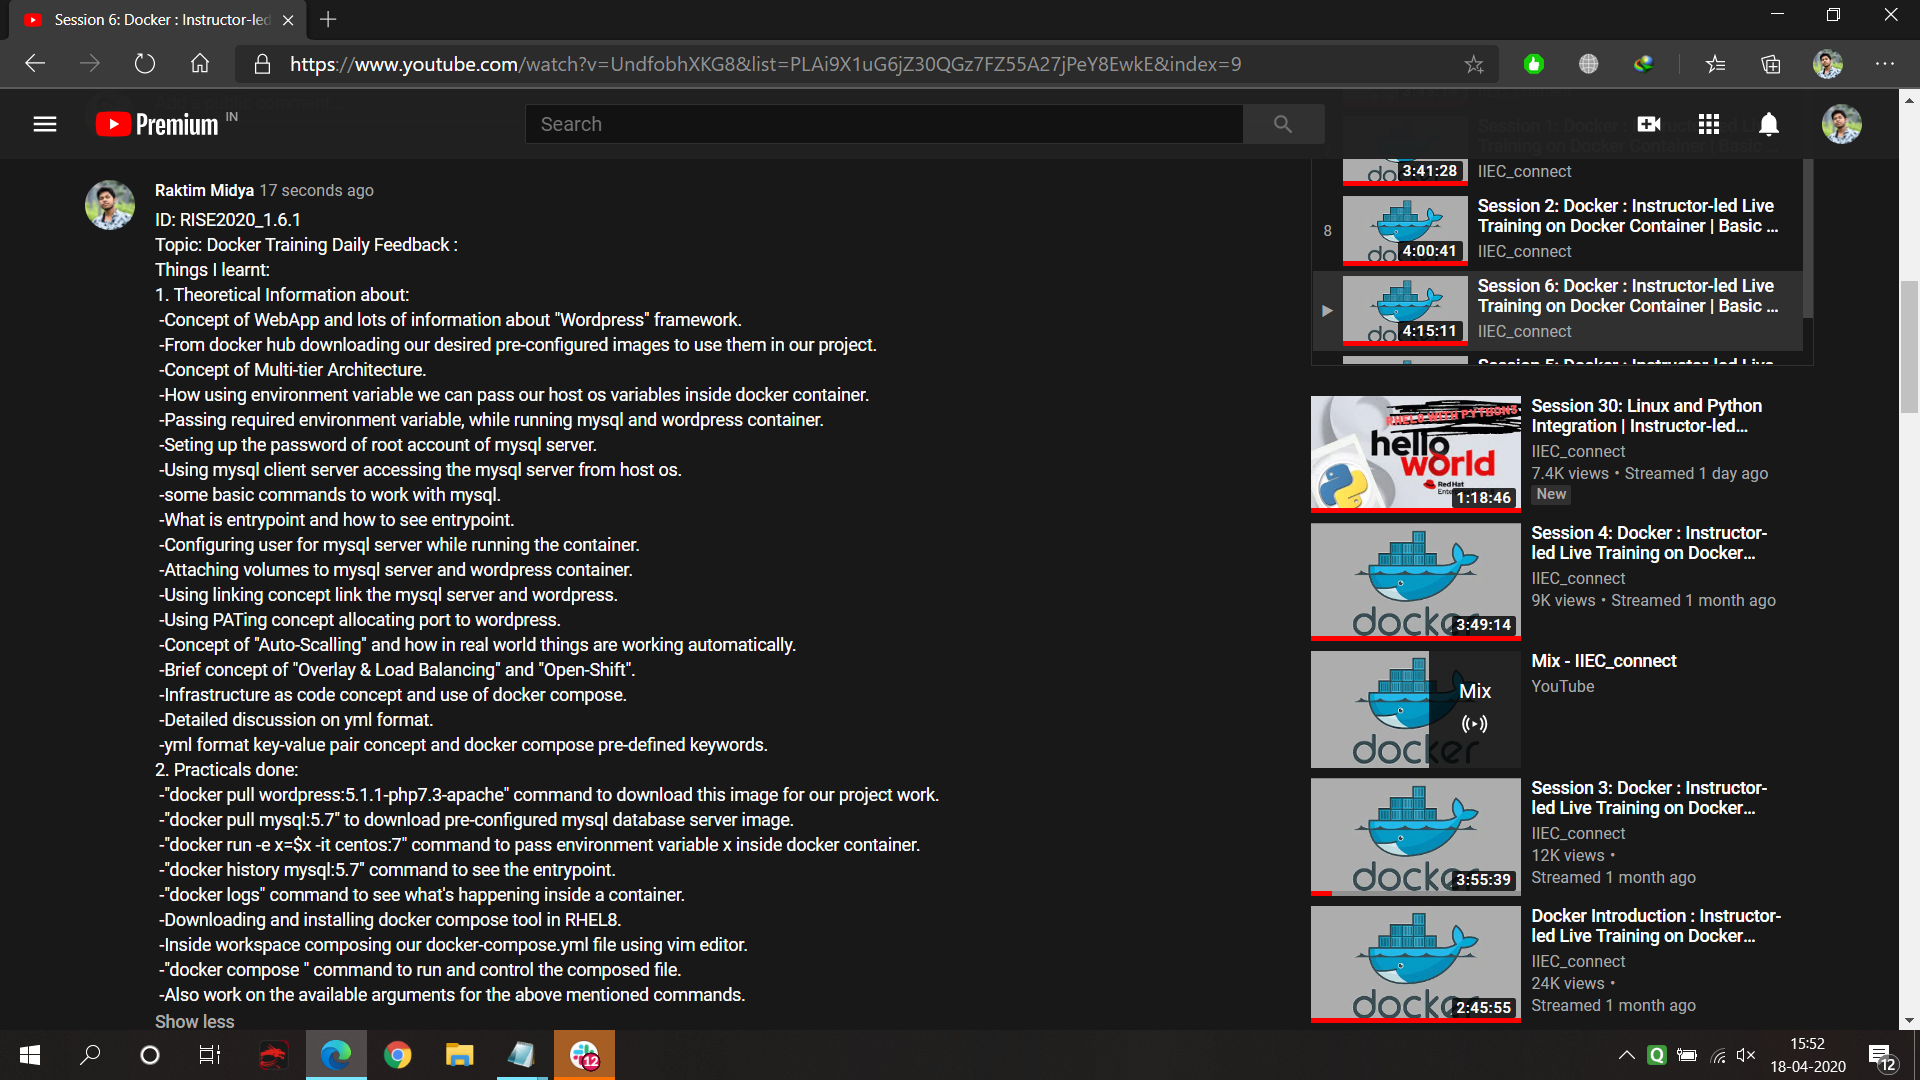 Session 6: Docker : Instructor-led
https://www.youtube.com/watch?v=UndfobhXKG8&list=PLAi9X1uG6jZ30QGz7FZ55A27jPeY8EwkE&index=9
Premium IN
Search
Raktim Midya 17 seconds ago
ID: RISE2020_1.6.1
Topic: Docker Training Daily Feedback :
Things I learnt:
1. Theoretical Information about:
-Concept of WebApp and lots of information about "Wordpress" framework.
-From docker hub downloading our desired pre-configured images to use them in our project.
-Concept of Multi-tier Architecture.
-How using environment variable we can pass our host os variables inside docker container.
-Passing required environment variable, while running mysql and wordpress container.
-Seting up the password of root account of mysql server.
-Using mysql client server accessing the mysql server from host os.
-some basic commands to work with mysql.
-What is entrypoint and how to see entrypoint.
-Configuring user for mysql server while running the container.
-Attaching volumes to mysql server and wordpress container.
-Using linking concept link the mysql server and wordpress.
-Using PATing concept allocating port to wordpress.
-Concept of "Auto-Scalling" and how in real world things are working automatically.
-Brief concept of "Overlay & Load Balancing" and "Open-Shift".
-Infrastructure as code concept and use of docker compose.
-Detailed discussion on yml format.
-yml format key-value pair concept and docker compose pre-defined keywords.
2. Practicals done:
-"docker pull wordpress:5.1.1-php7.3-apache" command to download this image for our project work.
-"docker pull mysql:5.7" to download pre-configured mysql database server image.
-"docker run -e x=$x -it centos:7" command to pass environment variable x inside docker container.
-"docker history mysql:5.7" command to see the entrypoint.
-"docker logs" command to see what's happening inside a container.
-Downloading and installing docker compose tool in RHEL8.
-Inside workspace composing our docker-compose.yml file using vim editor.
-"docker compose " command to run and control the composed file.
-Also work on the available arguments for the above mentioned commands.
Show less
3:41:28
IIEC_connect
8
4:00:41
Session 2: Docker : Instructor-led Live
Training on Docker Container | Basic ...
IIEC_connect
4:15:11
Session 6: Docker : Instructor-led Live
Training on Docker Container | Basic ...
IIEC_connect
Session 5: Docker : Instructor-led Live
RHEL8 WITH PYTHON3
hello
world
Red Hat
1:18:46
Session 30: Linux and Python
Integration | Instructor-led...
IIEC_connect
7.4K views • Streamed 1 day ago
New
docker
3:49:14
Session 4: Docker : Instructor-
led Live Training on Docker...
IIEC_connect
9K views • Streamed 1 month ago
docker
Mix
Mix - IIEC_connect
YouTube
docker
3:55:39
Session 3: Docker : Instructor-
led Live Training on Docker...
IIEC_connect
12K views •
Streamed 1 month ago
docker
2:45:55
Docker Introduction : Instructor-
led Live Training on Docker...
IIEC_connect
24K views •
Streamed 1 month ago
12
15:52
18-04-2020
12